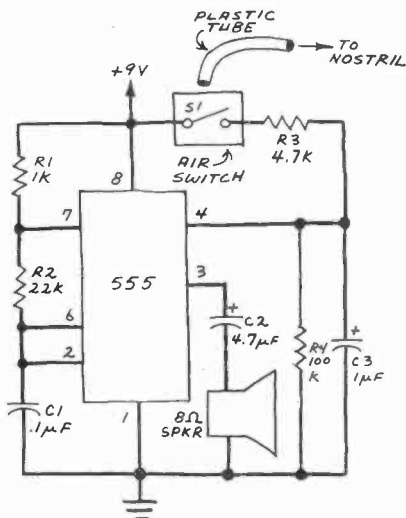 PLASTIC
TUBE
TO
NOSTRIL
+9V
S1
R3
4.7K
AIR
SWITCH
R1
1K
8
7
4
R2
22K
555
3
6
2
+
C2
4.7µF
R4
100
K
+
C3
1µF
C1
.1µF
1
8Ω
SPKR